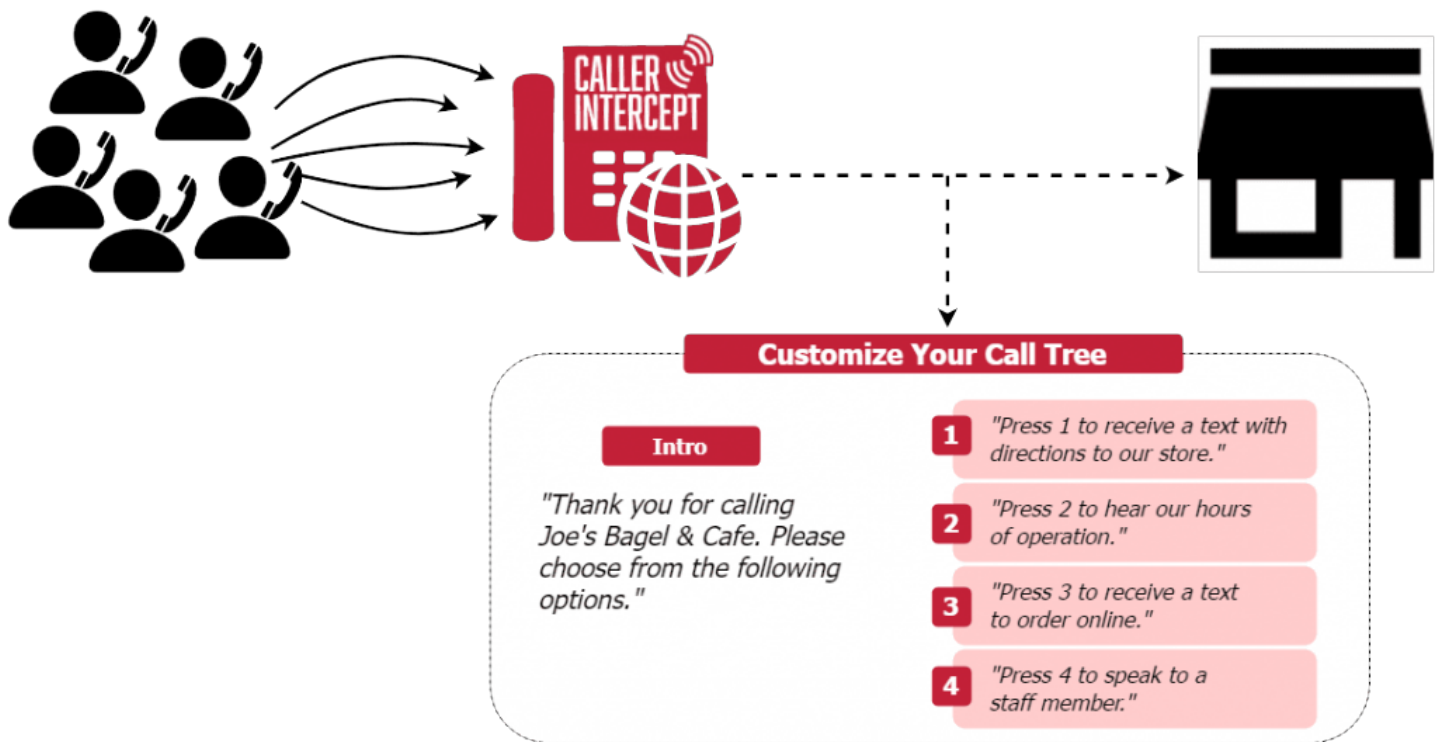 CALLER
INTERCEPT
Customize Your Call Tree
Intro
"Thank you for calling
Joe's Bagel & Cafe. Please
choose from the following
options."
1
"Press 1 to receive a text with
directions to our store."
2
"Press 2 to hear our hours
of operation."
3
"Press 3 to receive a text
to order online."
4
"Press 4 to speak to a
staff member."